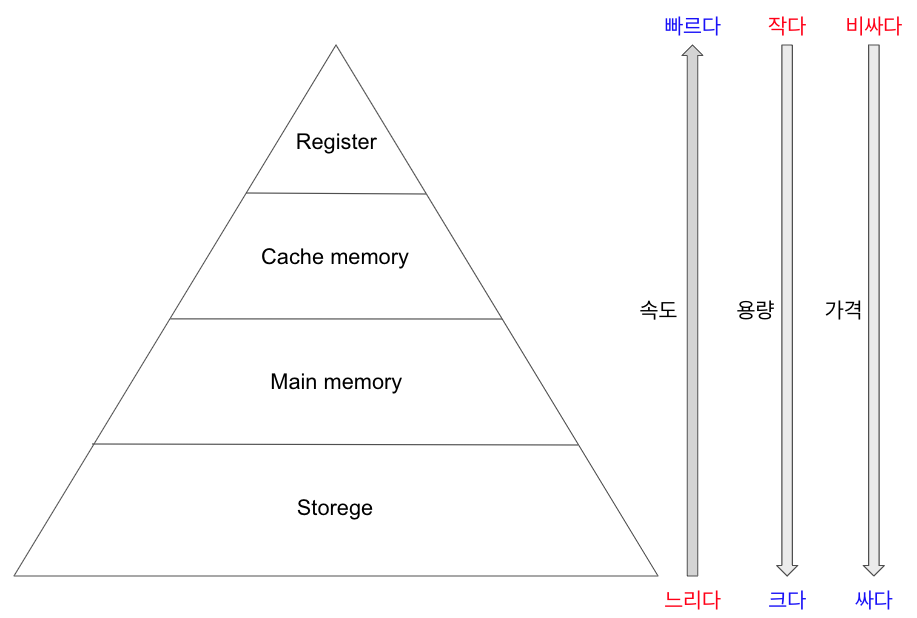 빠르다 작다 비싸다
Register
Cache memory
속도 용량 가격
Main memory
Storege
느리다 크다 싸다